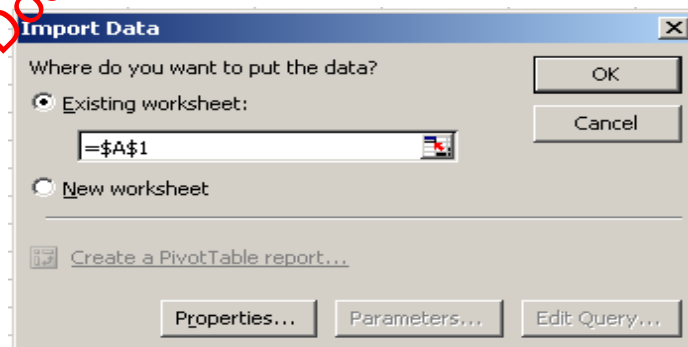 Import Data
Where do you want to put the data?
OK
Existing worksheet:
Cancel
=$A$1
New worksheet
Create a PivotTable report...
Properties... Parameters... Edit Query...